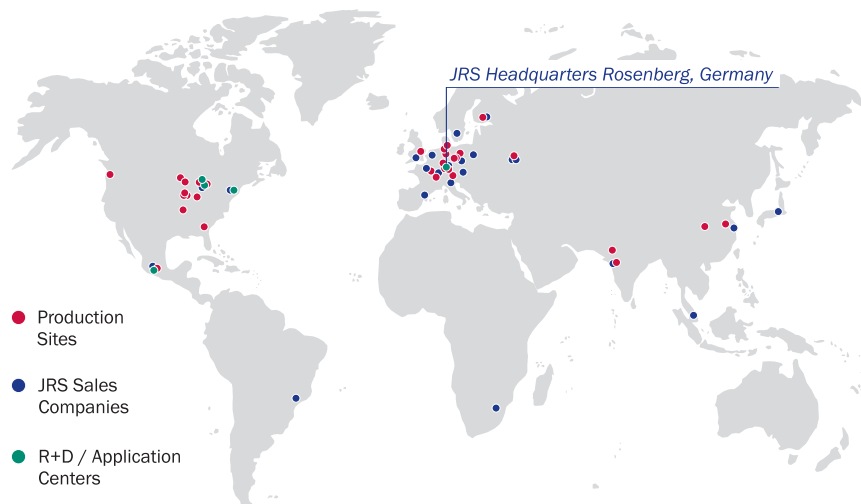 JRS Headquarters Rosenberg, Germany
Production
Sites
JRS Sales
Companies
R+D / Application
Centers